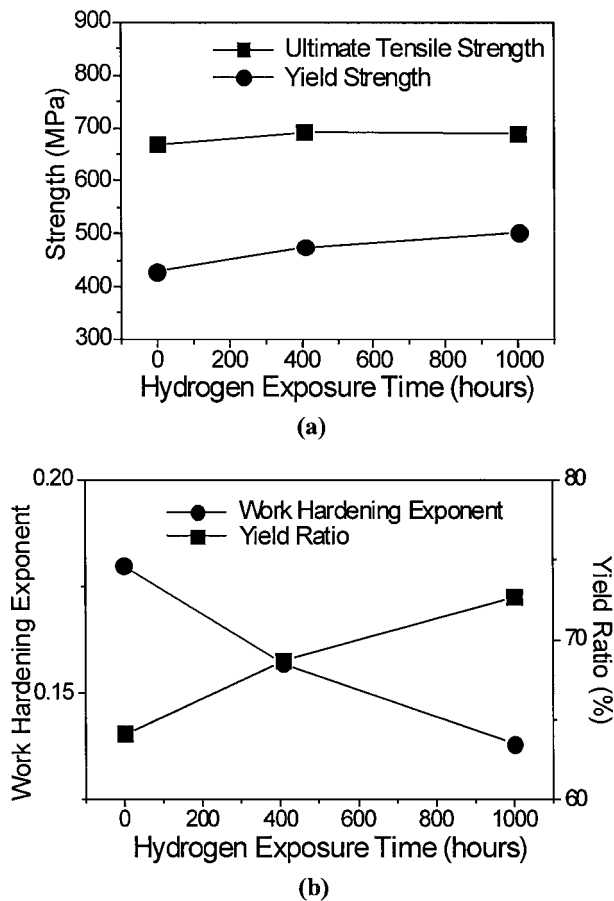 900
800
700
600
500
400
300
Strength (MPa)
Ultimate Tensile Strength
Yield Strength
0 200 400 600 800 1000
Hydrogen Exposure Time (hours)
(a)
0.20
0.15
Work Hardening Exponent
Work Hardening Exponent
Yield Ratio
80
70
60
Yield Ratio (%)
0 200 400 600 800 1000
Hydrogen Exposure Time (hours)
(b)